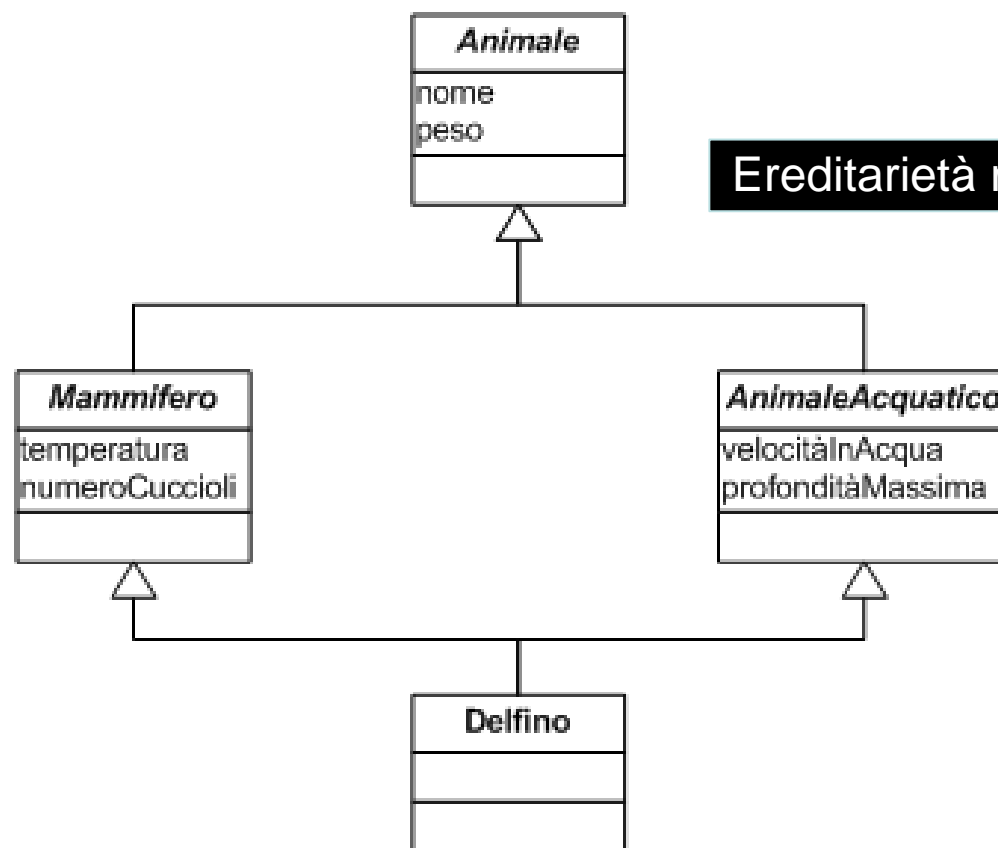 Animale
nome
peso
Ereditarietà
Mammifero
temperatura
numeroCuccioli
AnimaleAcquatico
velocitàInAcqua
profonditàMassima
Delfino